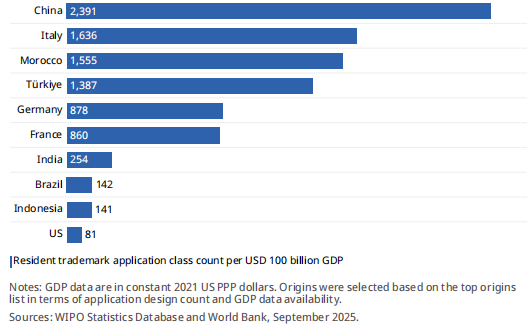 China 2,391
Italy 1,636
Morocco 1,555
Türkiye 1,387
Germany 878
France 860
India 254
Brazil 142
Indonesia 141
US 81
Resident trademark application class count per USD 100 billion GDP
Notes: GDP data are in constant 2021 US PPP dollars. Origins were selected based on the top origins
list in terms of application design count and GDP data availability.
Sources: WIPO Statistics Database and World Bank, September 2025.